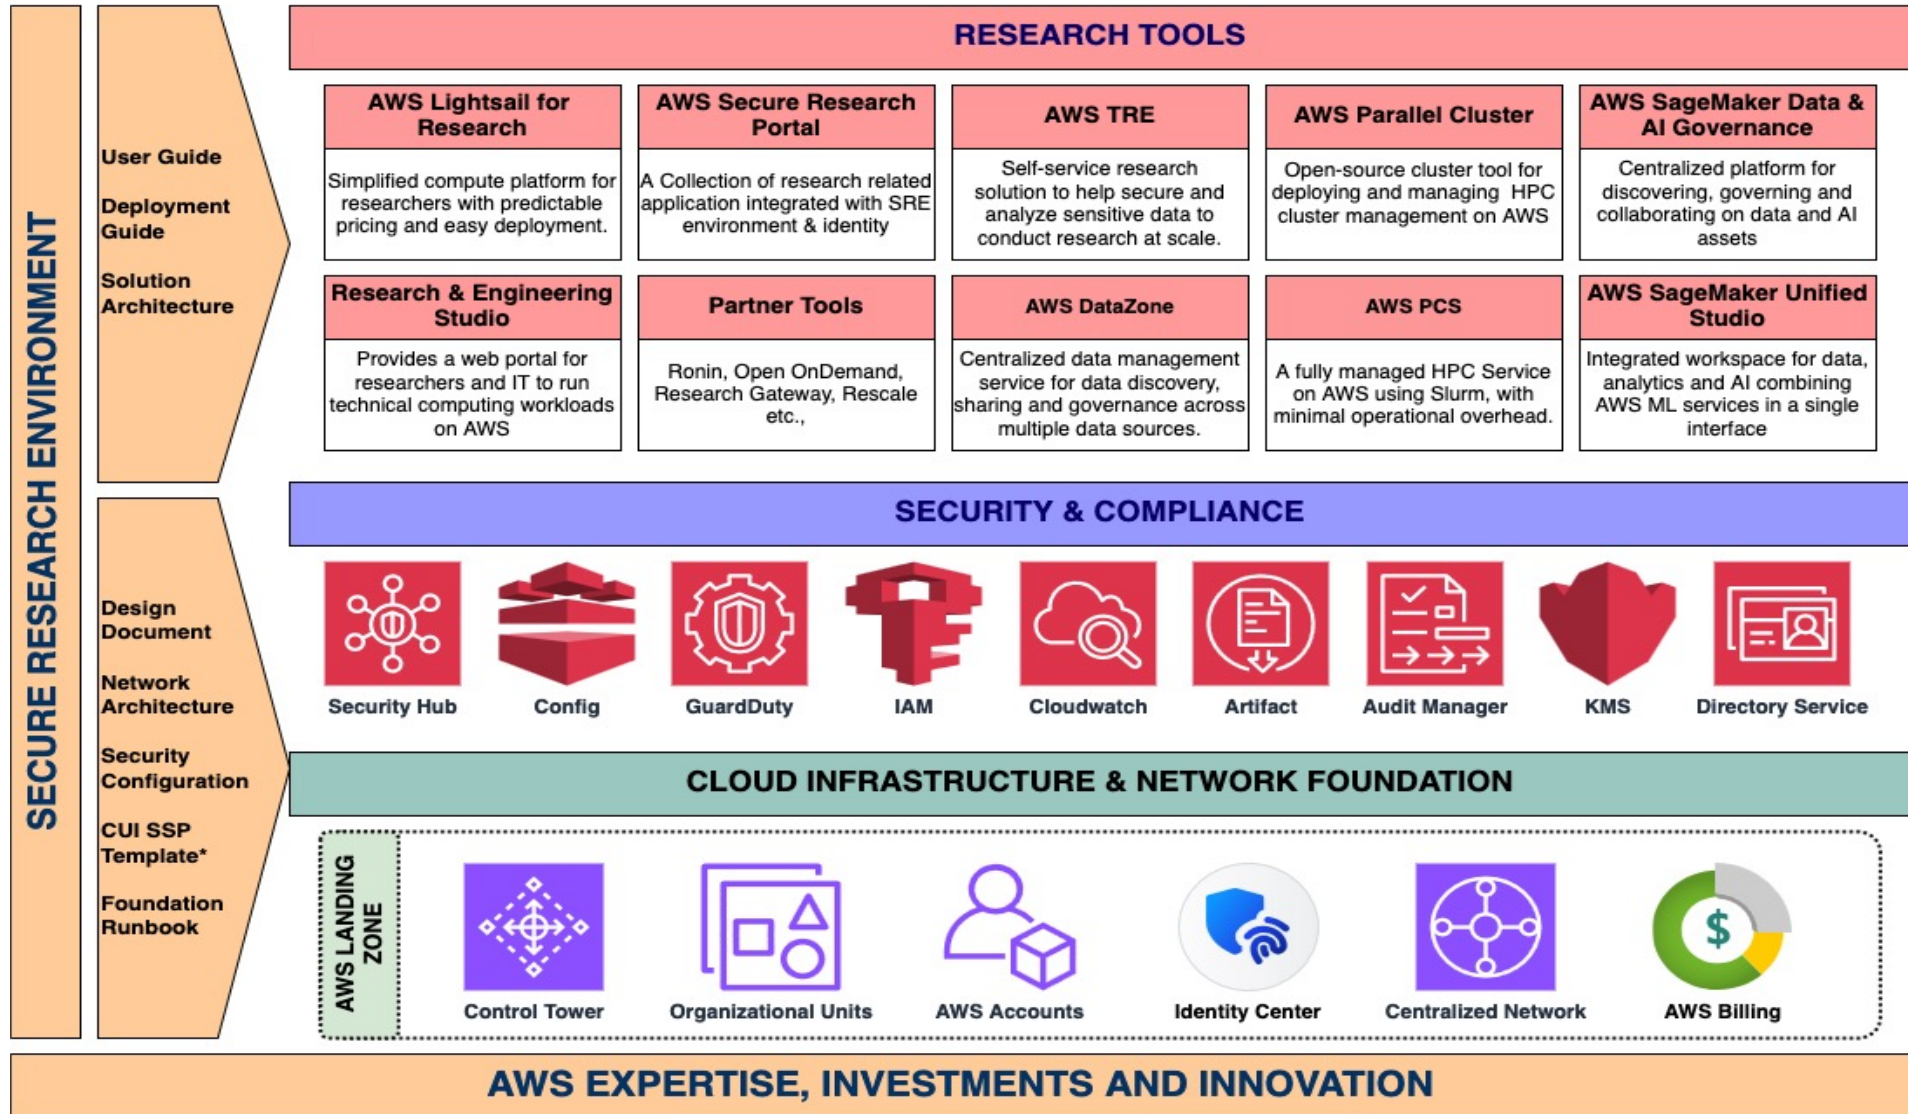 SECURE RESEARCH ENVIRONMENT
User Guide
Deployment
Guide
Solution
Architecture
RESEARCH TOOLS
AWS Lightsail for
Research
Simplified compute platform for
researchers with predictable
pricing and easy deployment.
AWS Secure Research
Portal
A Collection of research related
application integrated with SRE
environment & identity
AWS TRE
Self-service research
solution to help secure and
analyze sensitive data to
conduct research at scale.
AWS Parallel Cluster
Open-source cluster tool for
deploying and managing HPC
cluster management on AWS
AWS SageMaker Data &
AI Governance
Centralized platform for
discovering, governing and
collaborating on data and AI
assets
Research & Engineering
Studio
Provides a web portal for
researchers and IT to run
technical computing workloads
on AWS
Partner Tools
Ronin, Open OnDemand,
Research Gateway, Rescale
etc.,
AWS DataZone
Centralized data management
service for data discovery,
sharing and governance across
multiple data sources.
AWS PCS
A fully managed HPC Service
on AWS using Slurm, with
minimal operational overhead.
AWS SageMaker Unified
Studio
Integrated workspace for data,
analytics and AI combining
AWS ML services in a single
interface
Design
Document
Network
Architecture
Security
Configuration
CUI SSP
Template*
Foundation
Runbook
SECURITY & COMPLIANCE
Security Hub
Config
GuardDuty
IAM
Cloudwatch
Artifact
Audit Manager
KMS
Directory Service
CLOUD INFRASTRUCTURE & NETWORK FOUNDATION
AWS LANDING
ZONE
Control Tower
Organizational Units
AWS Accounts
Identity Center
Centralized Network
$
AWS Billing
AWS EXPERTISE, INVESTMENTS AND INNOVATION